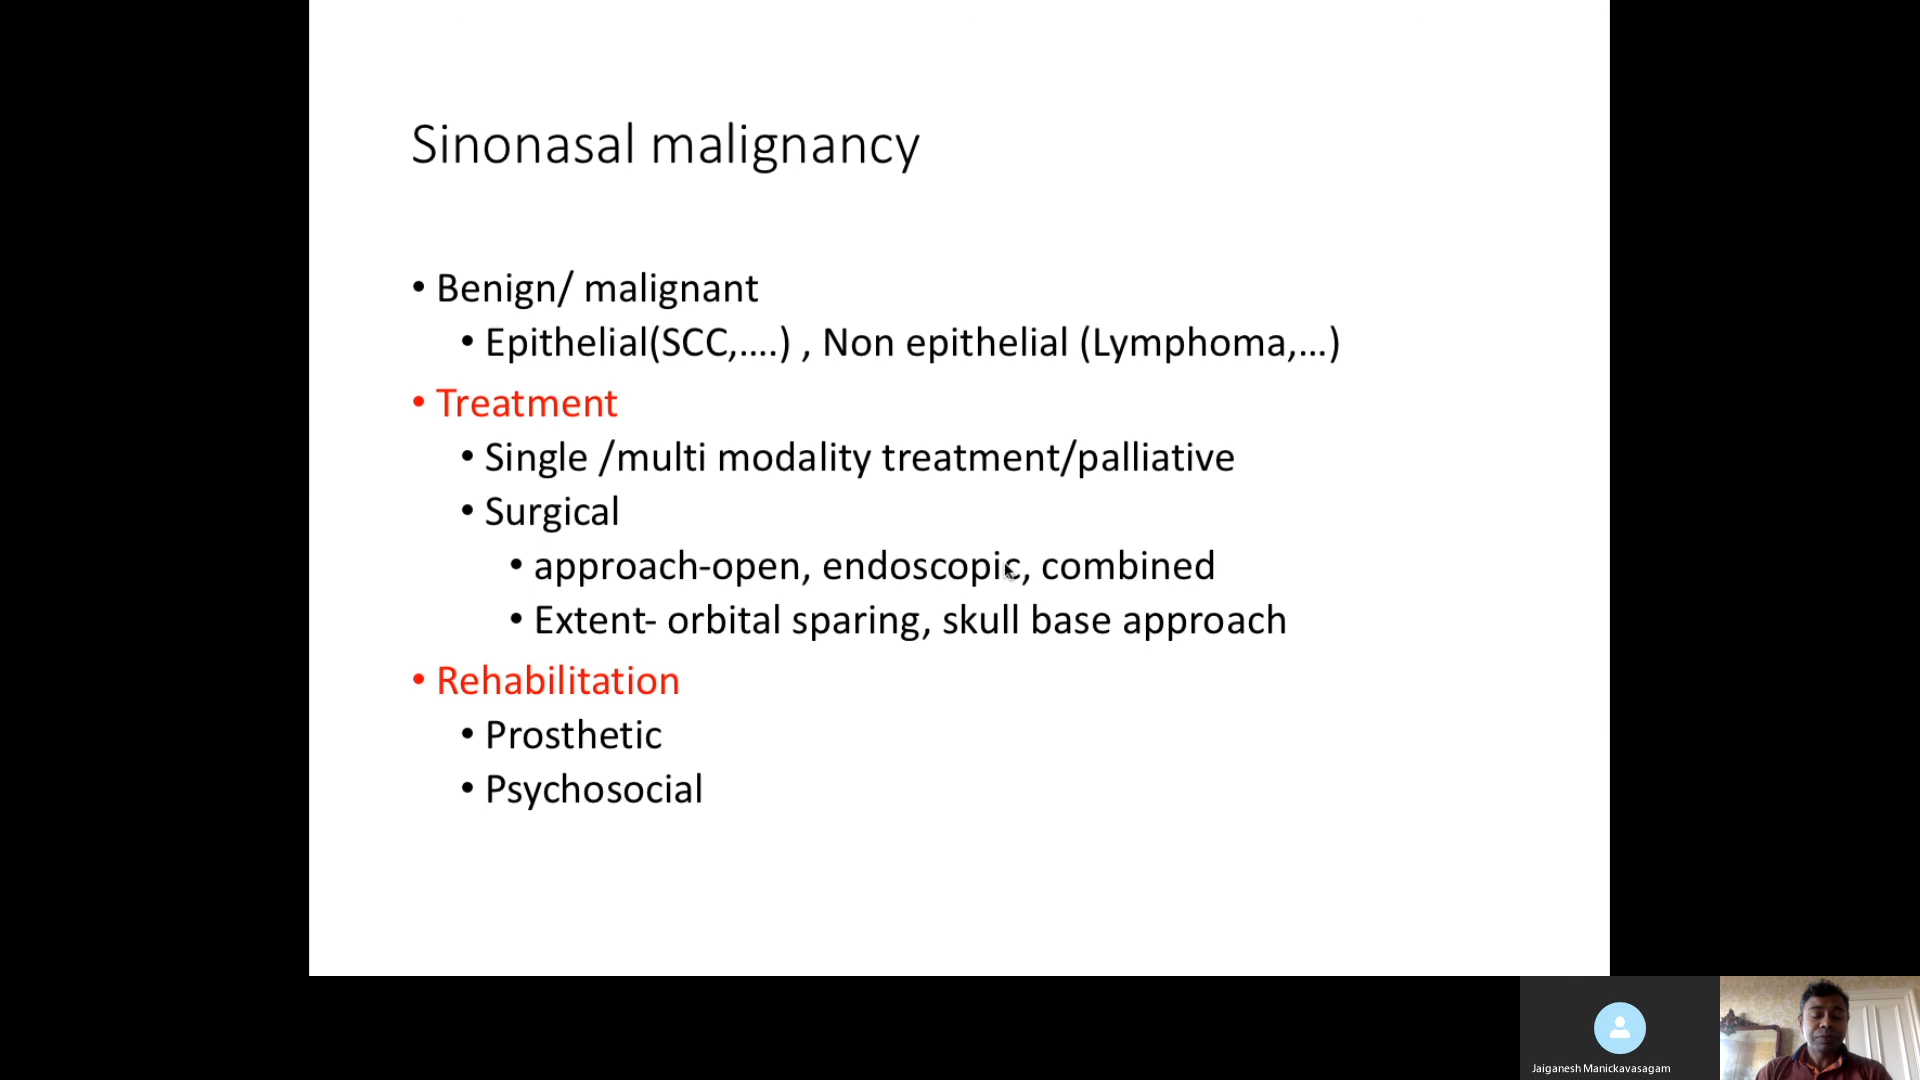 Sinonasal malignancy
• Benign/ malignant
• Epithelial(SCC,....) , Non epithelial (Lymphoma,...)
• Treatment
• Single /multi modality treatment/palliative
• Surgical
• approach-open, endoscopic, combined
• Extent- orbital sparing, skull base approach
• Rehabilitation
• Prosthetic
• Psychosocial
Jaiganesh Manickavasagam